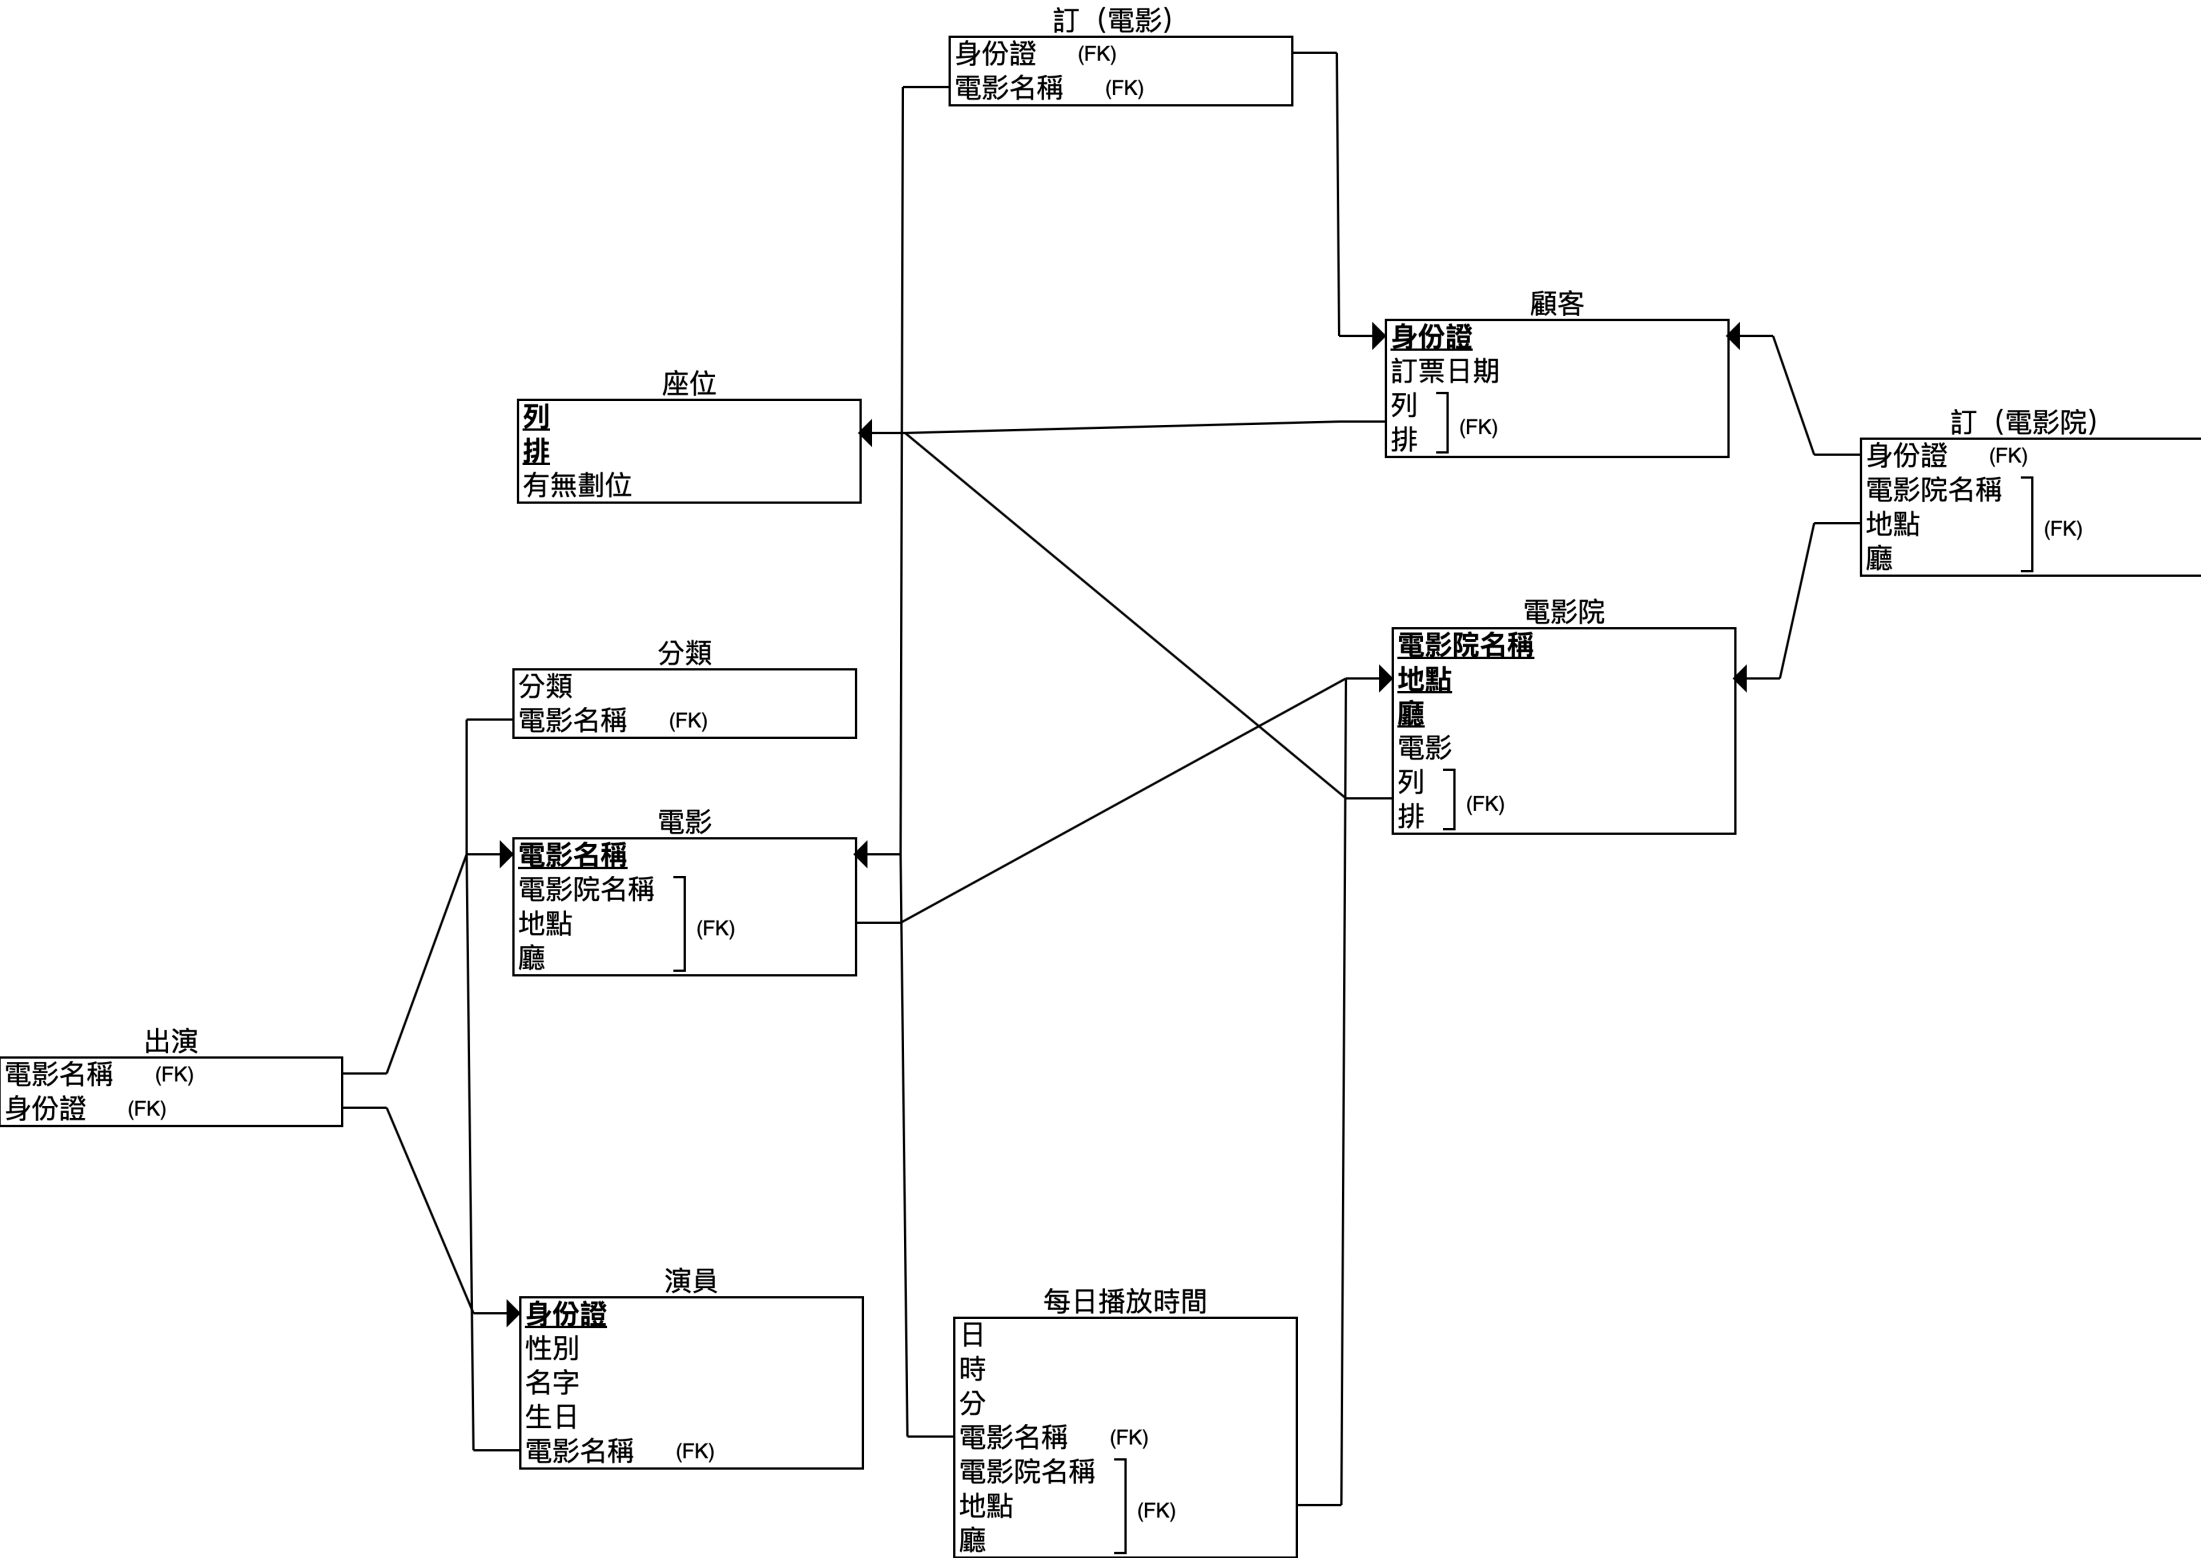 訂（電影）
身份證 (FK)
電影名稱 (FK)
顧客
身份證
訂票日期
列
排
(FK)
座位
列
排
有無劃位
訂（電影院）
身份證 (FK)
電影院名稱
地點
廳
(FK)
電影院
電影院名稱
地點
廳
電影
列
排
(FK)
分類
分類
電影名稱 (FK)
電影
電影名稱
電影院名稱
地點
廳
(FK)
出演
電影名稱 (FK)
身份證 (FK)
演員
身份證
性別
名字
生日
電影名稱 (FK)
每日播放時間
日
時
分
電影名稱 (FK)
電影院名稱
地點
廳
(FK)